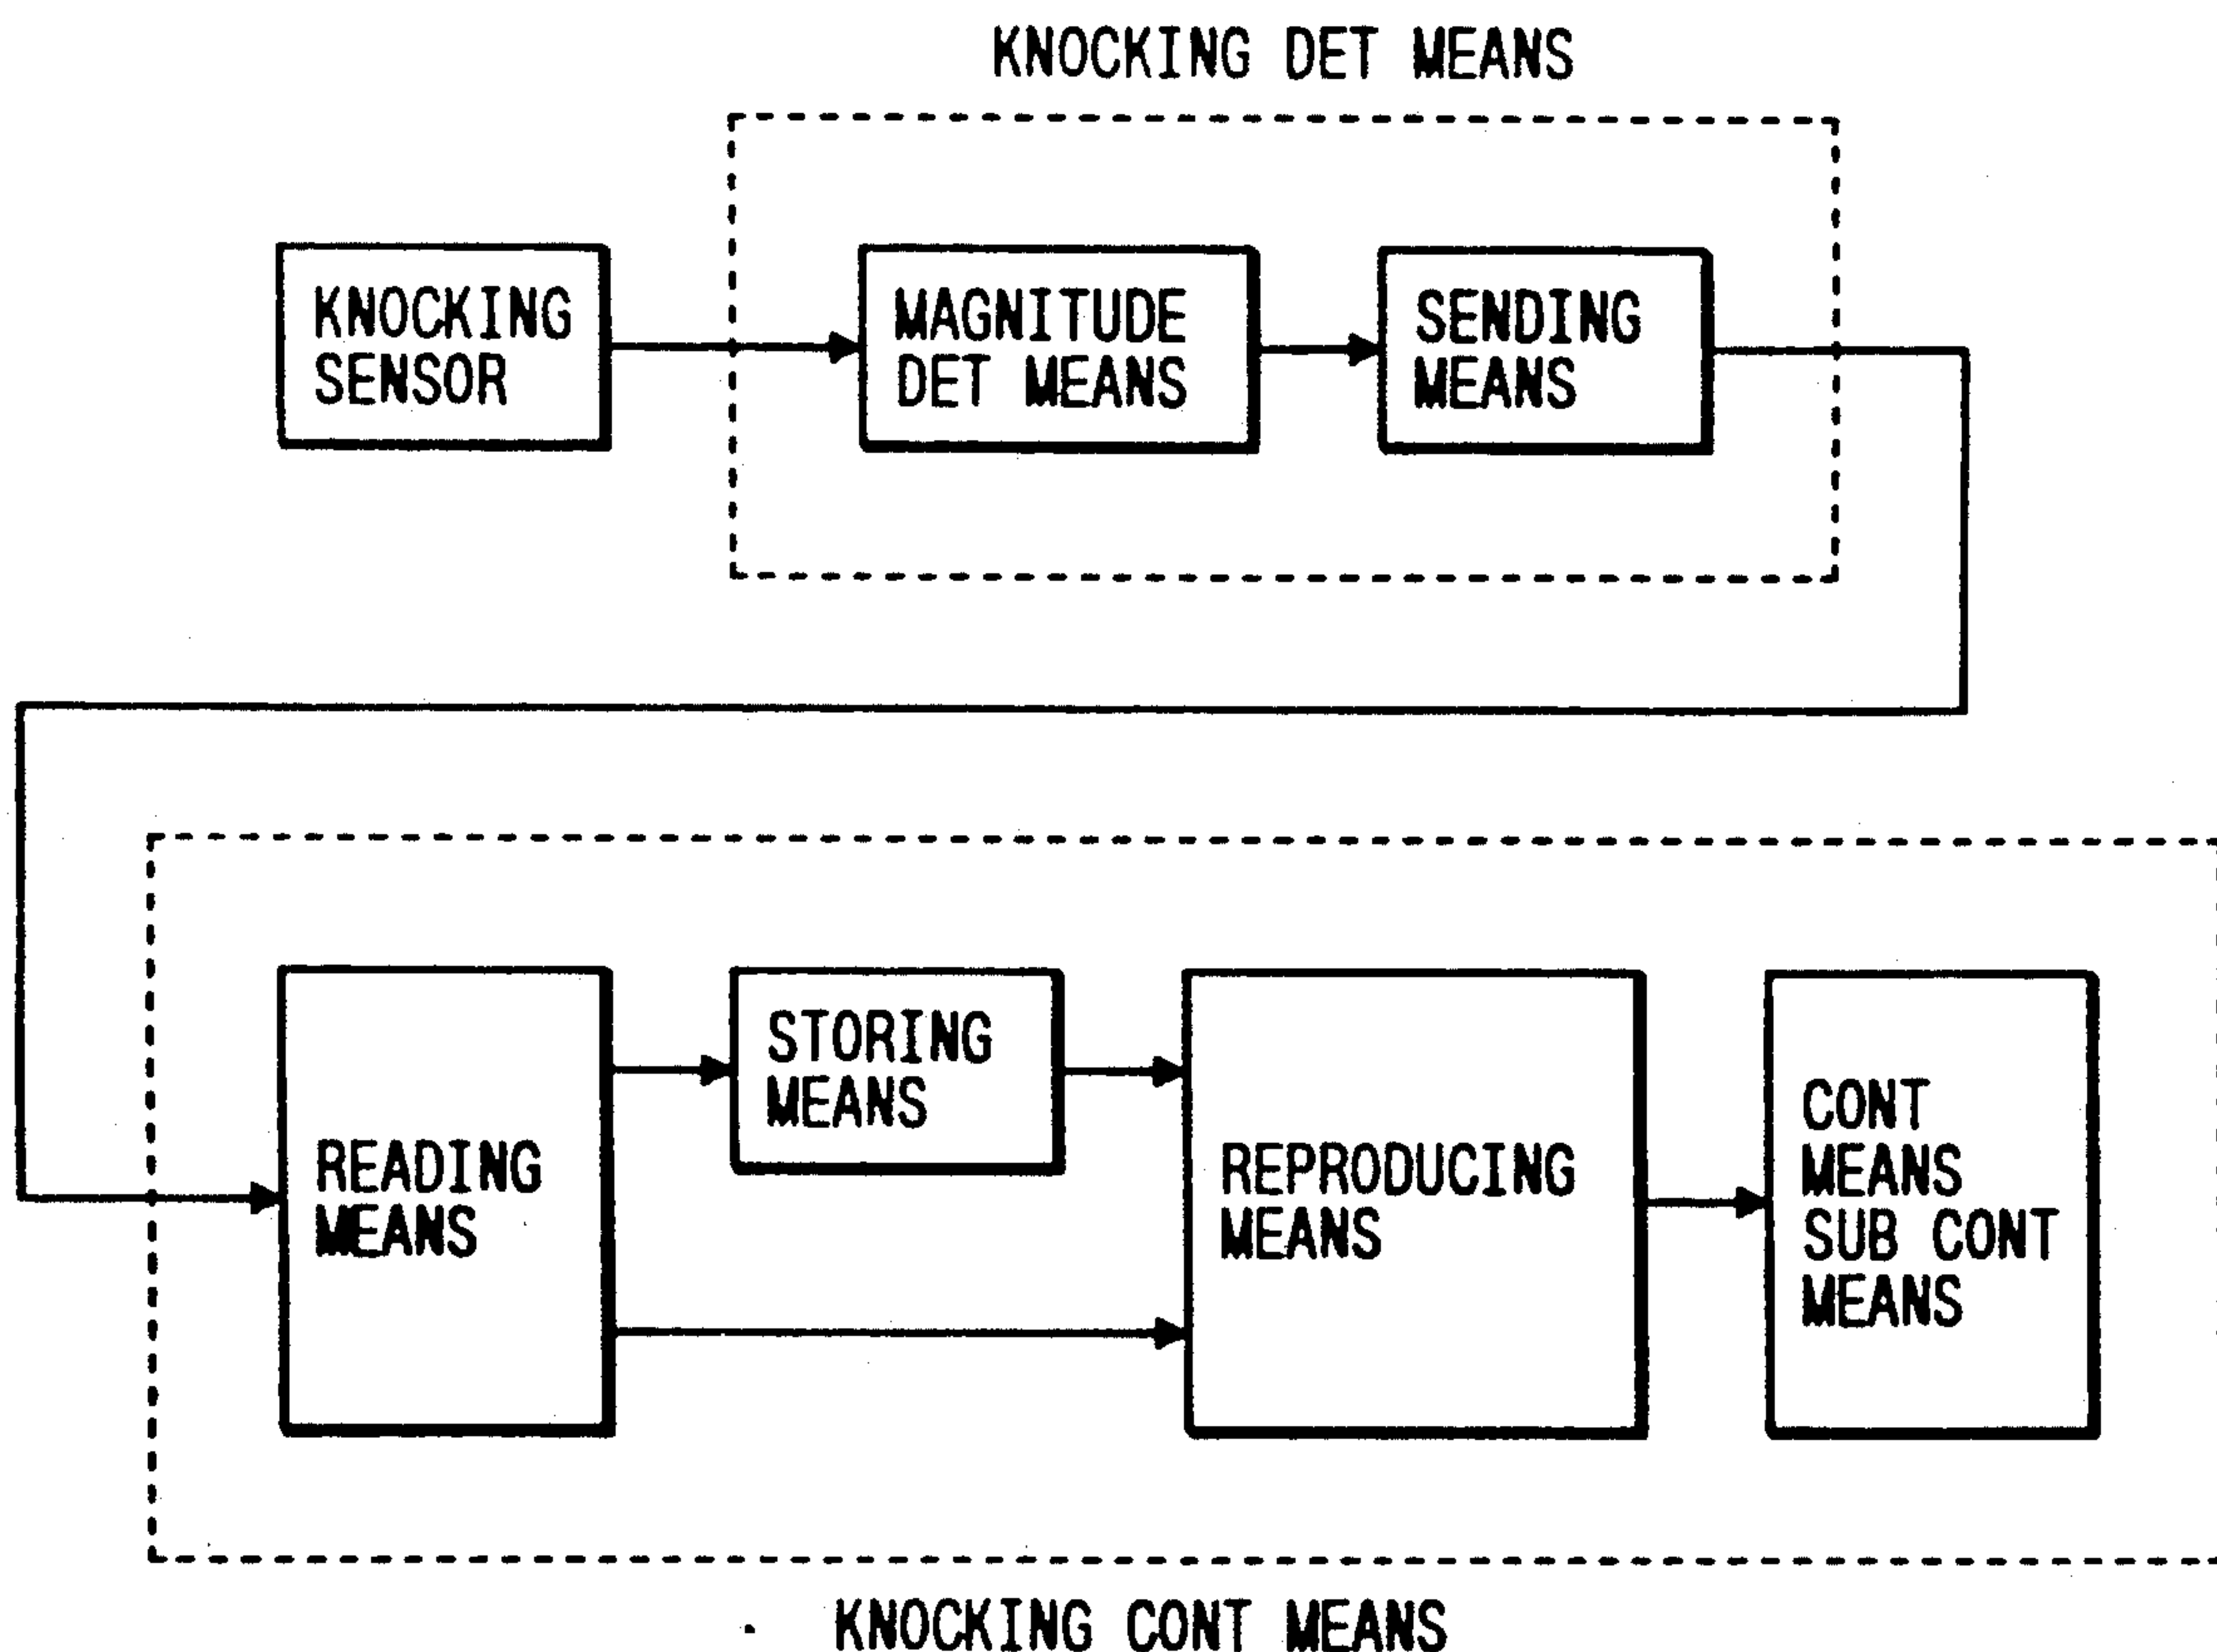 KNOCKING DET MEANS
KNOCKING
SENSOR
MAGNITUDE
DET MEANS
SENDING
MEANS
READING
MEANS
STORING
MEANS
REPRODUCING
MEANS
CONT
MEANS
SUB CONT
MEANS
KNOCKING CONT MEANS